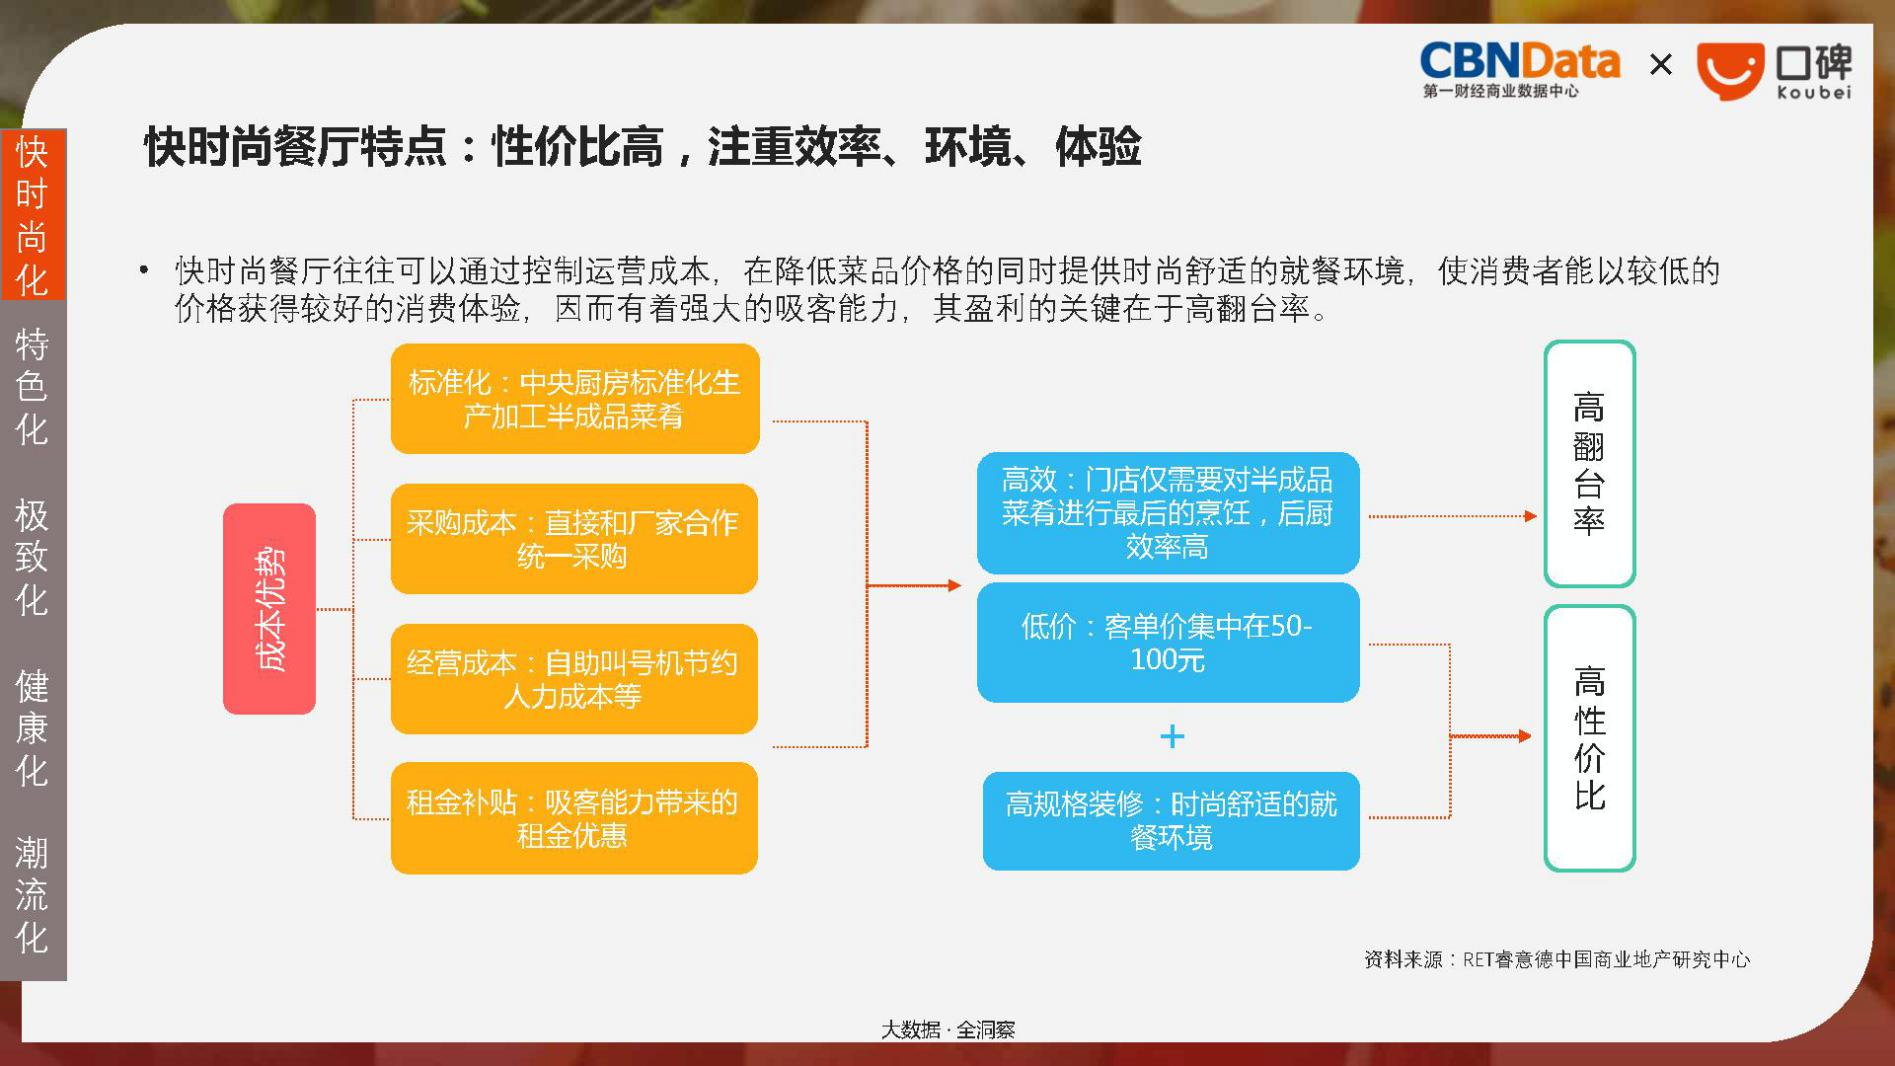 CBNData × 口碑
第一财经商业数据中心
Koubei
快时尚餐厅特点：性价比高，注重效率、环境、体验
快时尚化
特色化
极致化
健康化
潮流化
• 快时尚餐厅往往可以通过控制运营成本，在降低菜品价格的同时提供时尚舒适的就餐环境，使消费者能以较低的
价格获得较好的消费体验，因而有着强大的吸客能力，其盈利的关键在于高翻台率。
成本优势
标准化：中央厨房标准化生
产加工半成品菜肴
采购成本：直接和厂家合作
统一采购
经营成本：自助叫号机节约
人力成本等
租金补贴：吸客能力带来的
租金优惠
高效：门店仅需要对半成品
菜肴进行最后的烹饪，后厨
效率高
低价：客单价集中在50-
100元
+
高规格装修：时尚舒适的就
餐环境
高翻台率
高性价比
资料来源：RET睿意德中国商业地产研究中心
大数据·全洞察